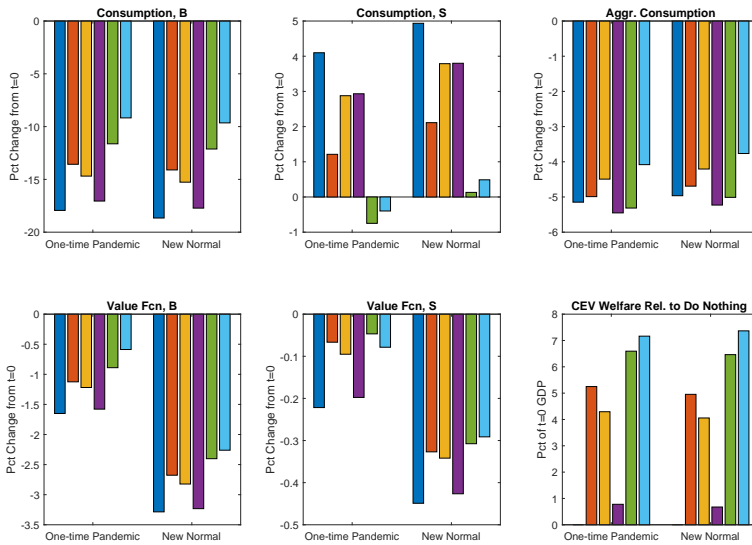 Consumption, B
Pct Change from t=0
0
-5
-10
-15
-20
One-time Pandemic
New Normal
Consumption, S
Pct Change from t=0
5
4
3
2
1
0
-1
One-time Pandemic
New Normal
Aggr. Consumption
Pct Change from t=0
0
-1
-2
-3
-4
-5
-6
One-time Pandemic
New Normal
Value Fcn, B
Pct Change from t=0
0
-0.5
-1
-1.5
-2
-2.5
-3
-3.5
One-time Pandemic
New Normal
Value Fcn, S
Pct Change from t=0
0
-0.1
-0.2
-0.3
-0.4
-0.5
One-time Pandemic
New Normal
CEV Welfare Rel. to Do Nothing
Pct of t=0 GDP
8
7
6
5
4
3
2
1
0
One-time Pandemic
New Normal